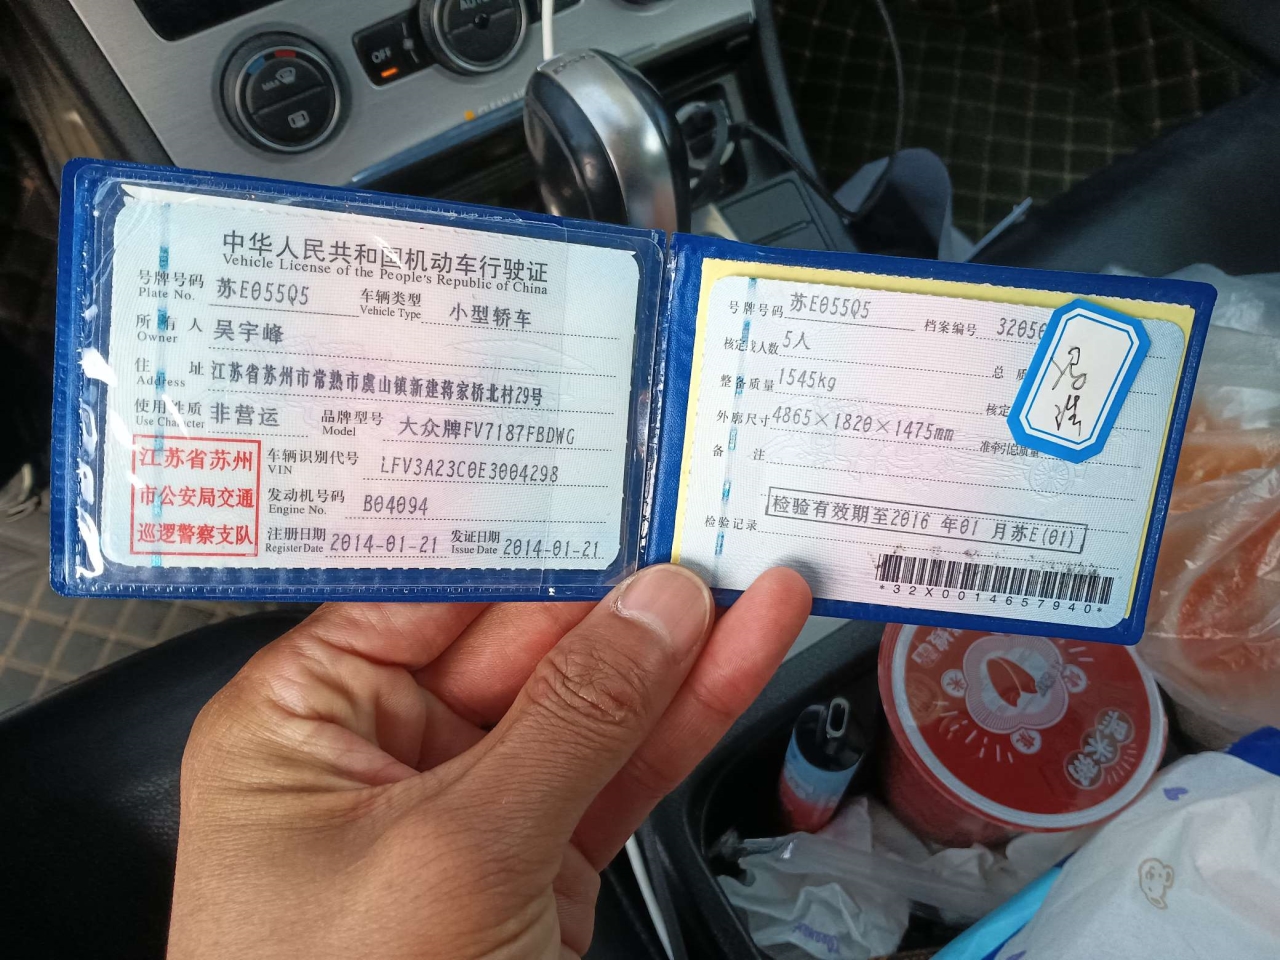 中华人民共和国机动车行驶证
Vehicle License of the People's Republic of China
号牌号码 苏E055Q5 车辆类型 小型轿车
Plate No. Vehicle Type
所有人 吴宇峰
Owner
住址 江苏省苏州市常熟市虞山镇新建蒋家桥北村29号
Address
使用性质 非营运 品牌型号 大众牌FV7187FBDWG
Use Character Model
江苏省苏州
市公安局交通
巡逻警察支队
车辆识别代号 LFV3A23C0E3004298
VIN
发动机号码 B04094
Engine No.
注册日期 2014-01-21 发证日期 2014-01-21
Register Date Issue Date
号牌号码 苏E055Q5 档案编号 32056
核定载人数 5人 总质
整备质量 1545kg 核定
外廓尺寸 4865×1820×1475mm 准牵引总质量
备注
检验记录 检验有效期至2016年01月苏E(01)
*32X0014657940*
OFF
AUTO
MAX
黑米粥